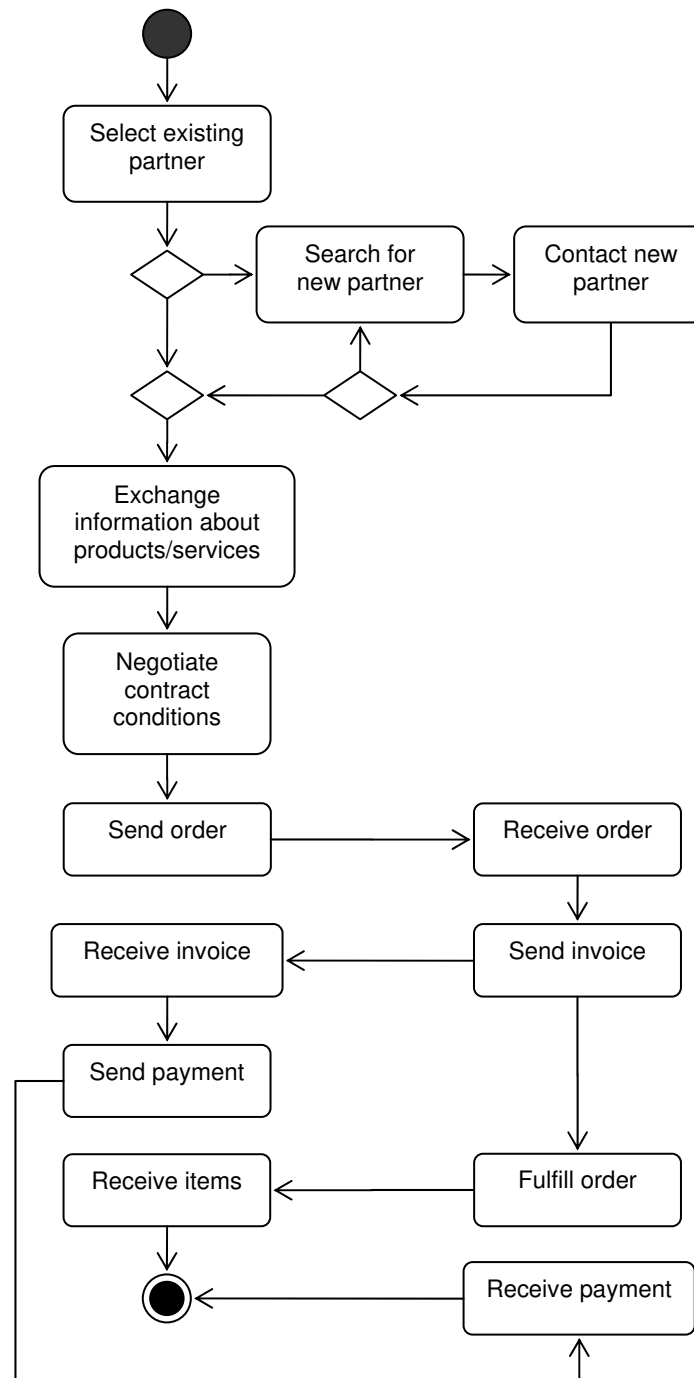 Select existing
partner
Search for
new partner
Contact new
partner
Exchange
information about
products/services
Negotiate
contract
conditions
Send order
Receive order
Receive invoice
Send invoice
Send payment
Receive items
Fulfill order
Receive payment